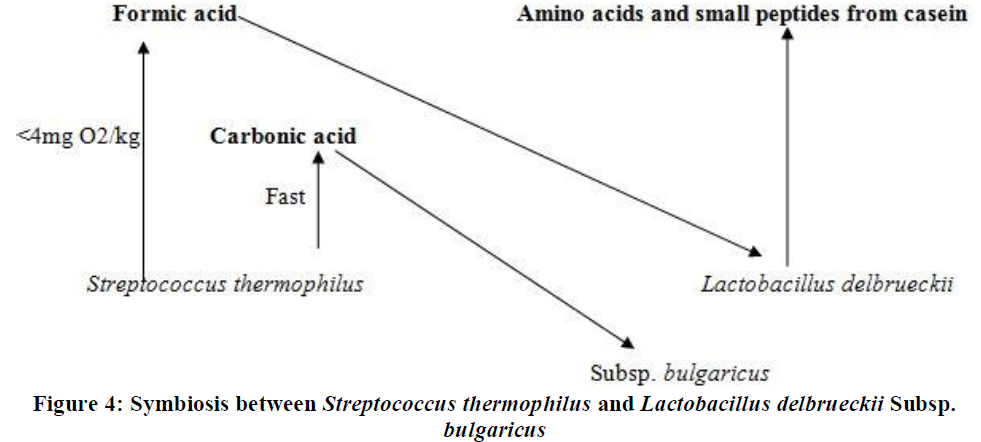 Formic acid
Amino acids and small peptides from casein
<4mg O2/kg
Carbonic acid
Fast
Streptococcus thermophilus
Lactobacillus delbrueckii
Subsp. bulgaricus
Figure 4: Symbiosis between Streptococcus thermophilus and Lactobacillus delbrueckii Subsp.
bulgaricus